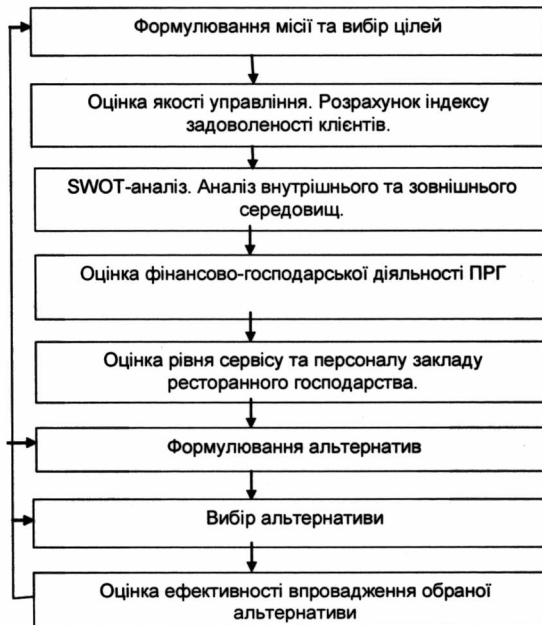 Формулювання місії та вибір цілей
Оцінка якості управління. Розрахунок індексу
задоволеності клієнтів.
SWOT-аналіз. Аналіз внутрішнього та зовнішнього
середовищ.
Оцінка фінансово-господарської діяльності ПРГ
Оцінка рівня сервісу та персоналу закладу
ресторанного господарства.
Формулювання альтернатив
Вибір альтернативи
Оцінка ефективності впровадження обраної
альтернативи